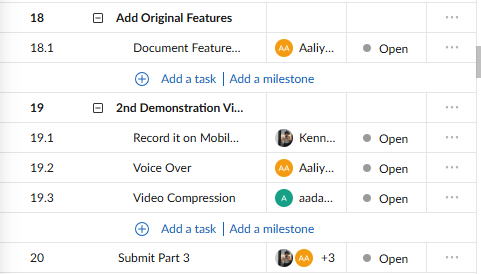 18 Add Original Features ...
18.1 Document Feature... AA Aaliy... Open ...
Add a task | Add a milestone
19 2nd Demonstration Vi... ...
19.1 Record it on Mobil... Kenn... Open ...
19.2 Voice Over AA Aaliy... Open ...
19.3 Video Compression A aada... Open ...
Add a task | Add a milestone
20 Submit Part 3 AA +3 Open ...